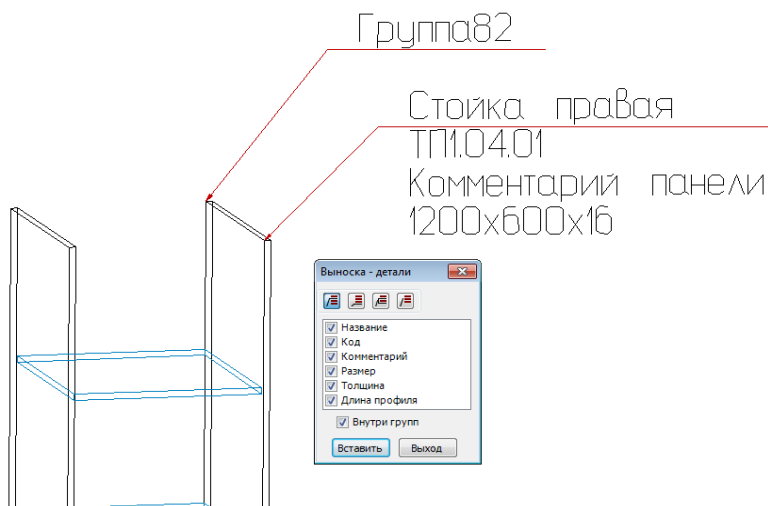 Группа82
Стойка правая
ТП1.04.01
Комментарий панели
1200x600x16
Выноска - детали
Название
Код
Комментарий
Размер
Толщина
Длина профиля
Внутри групп
Вставить Выход